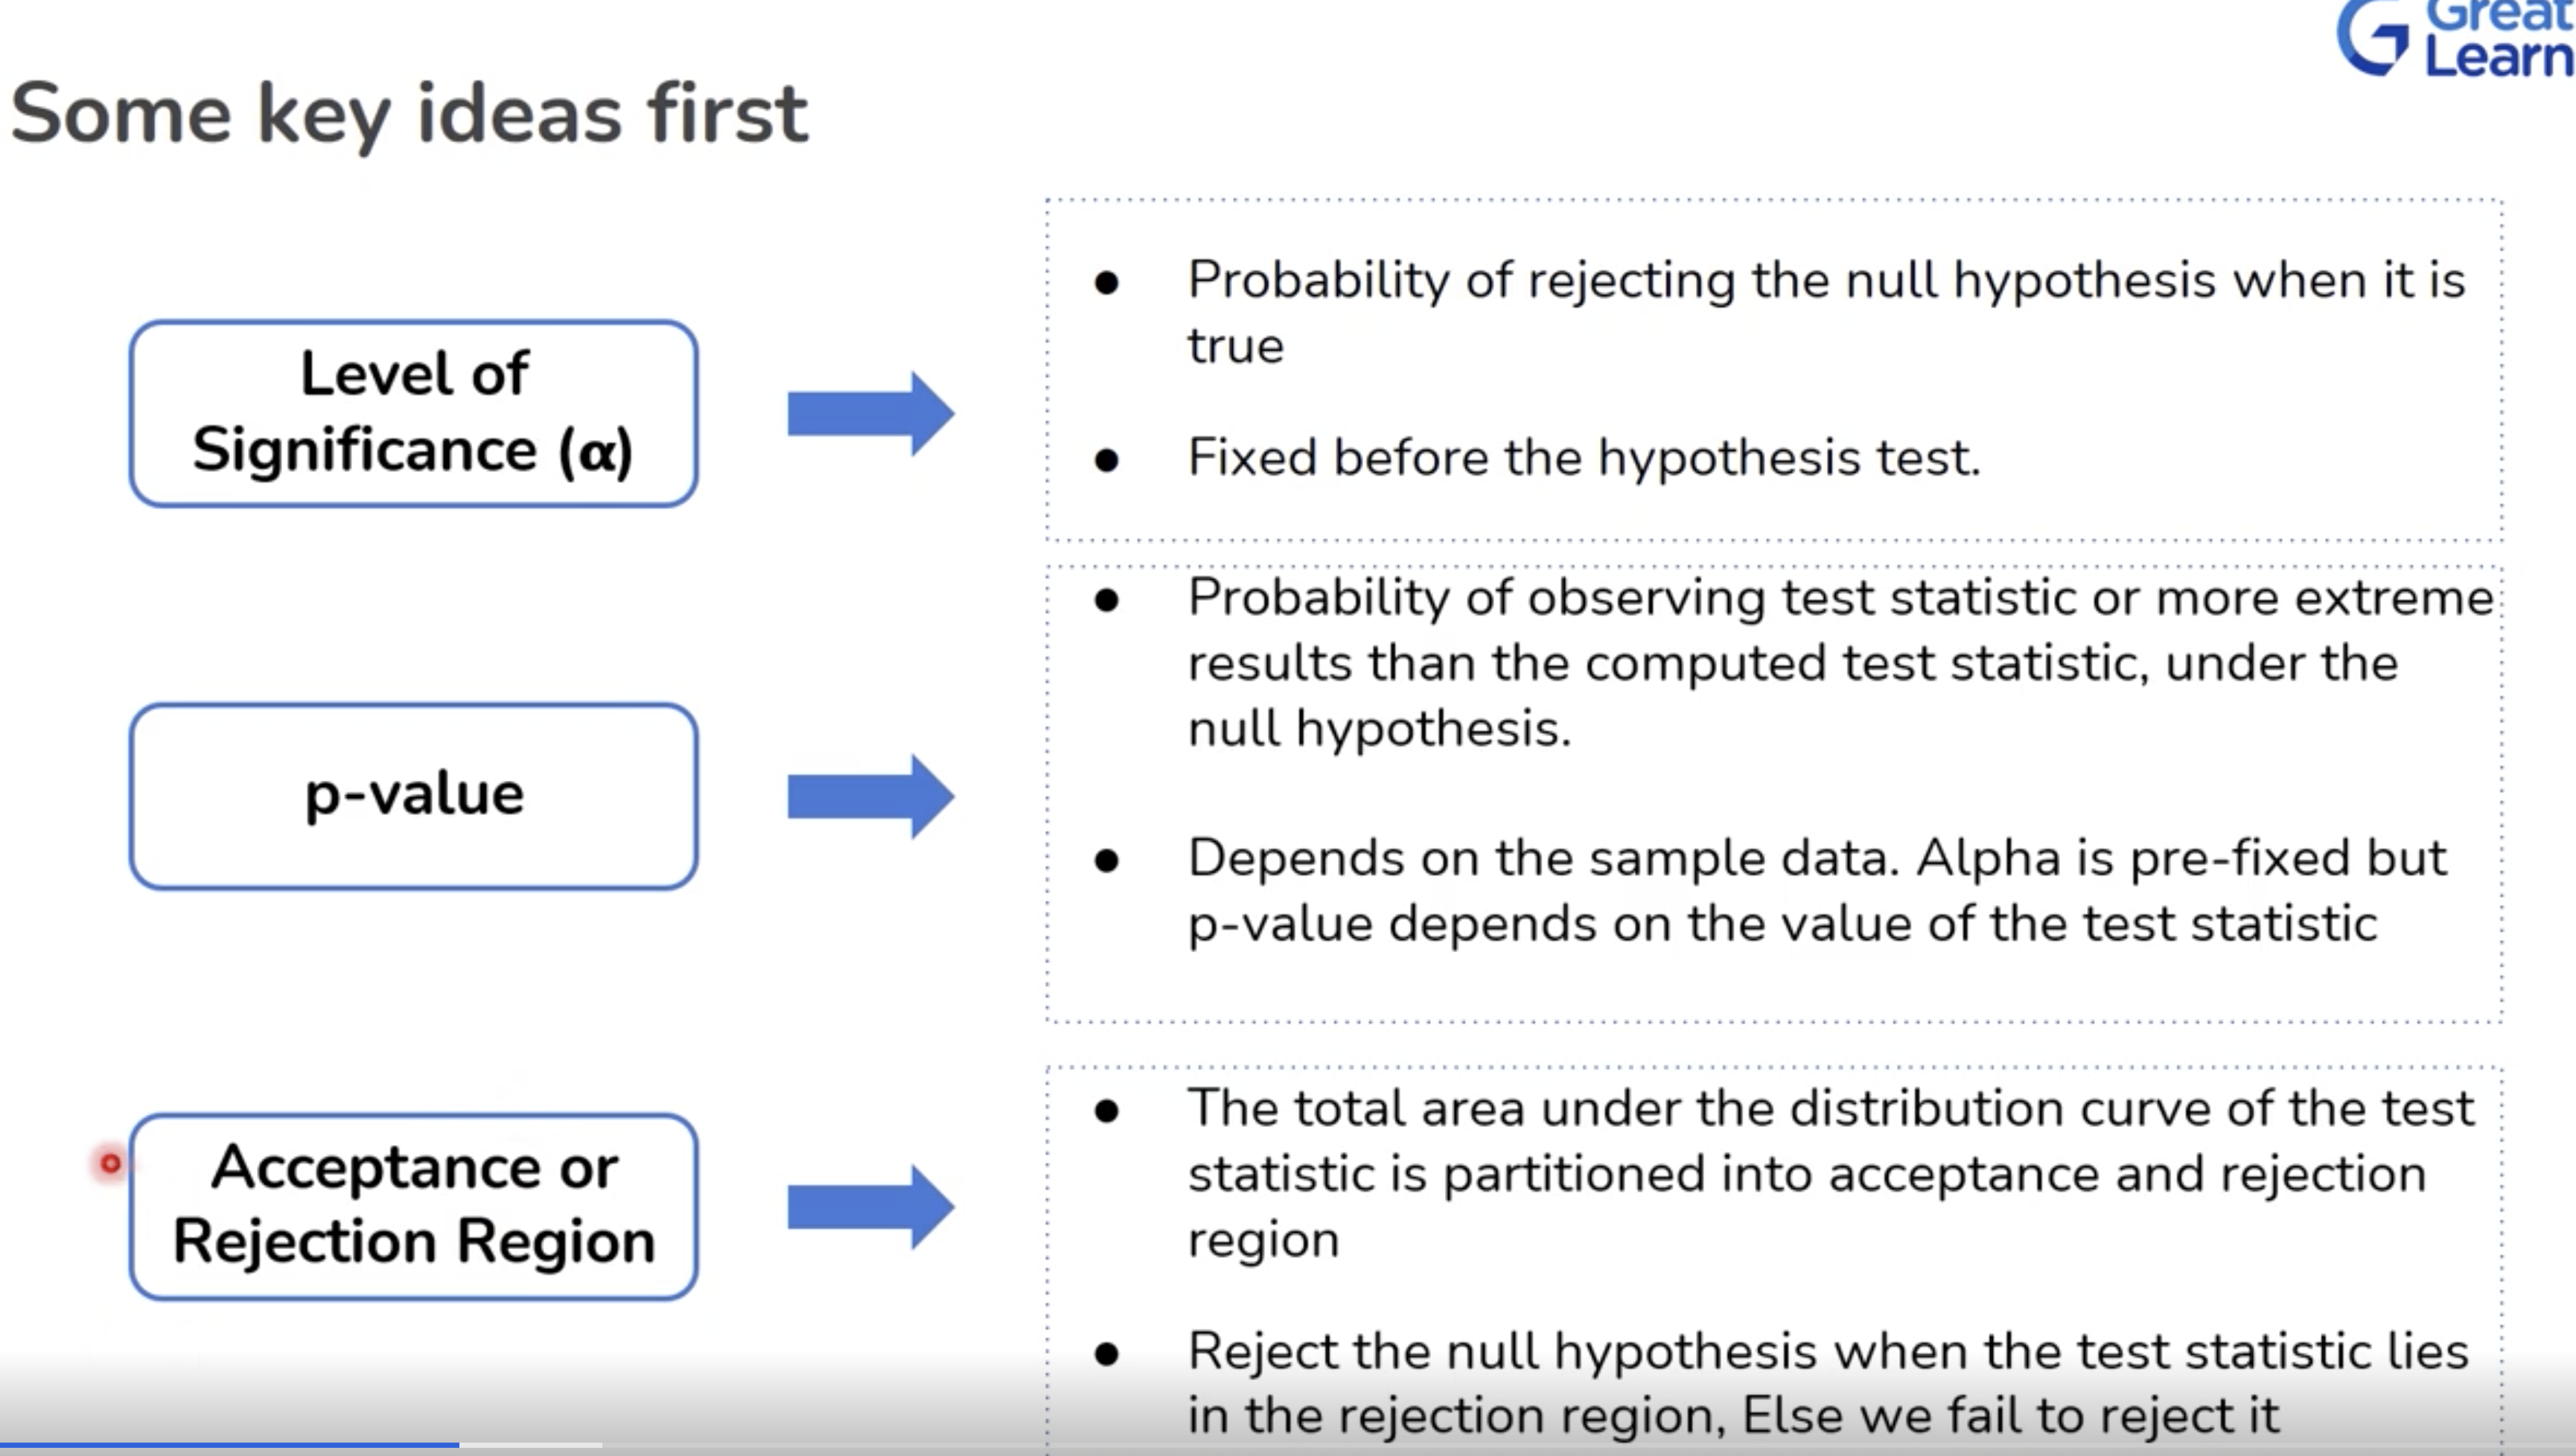 Great
Learn
Some key ideas first
Level of
Significance (α)
● Probability of rejecting the null hypothesis when it is
true
● Fixed before the hypothesis test.
p-value
● Probability of observing test statistic or more extreme
results than the computed test statistic, under the
null hypothesis.
● Depends on the sample data. Alpha is pre-fixed but
p-value depends on the value of the test statistic
Acceptance or
Rejection Region
● The total area under the distribution curve of the test
statistic is partitioned into acceptance and rejection
region
● Reject the null hypothesis when the test statistic lies
in the rejection region, Else we fail to reject it